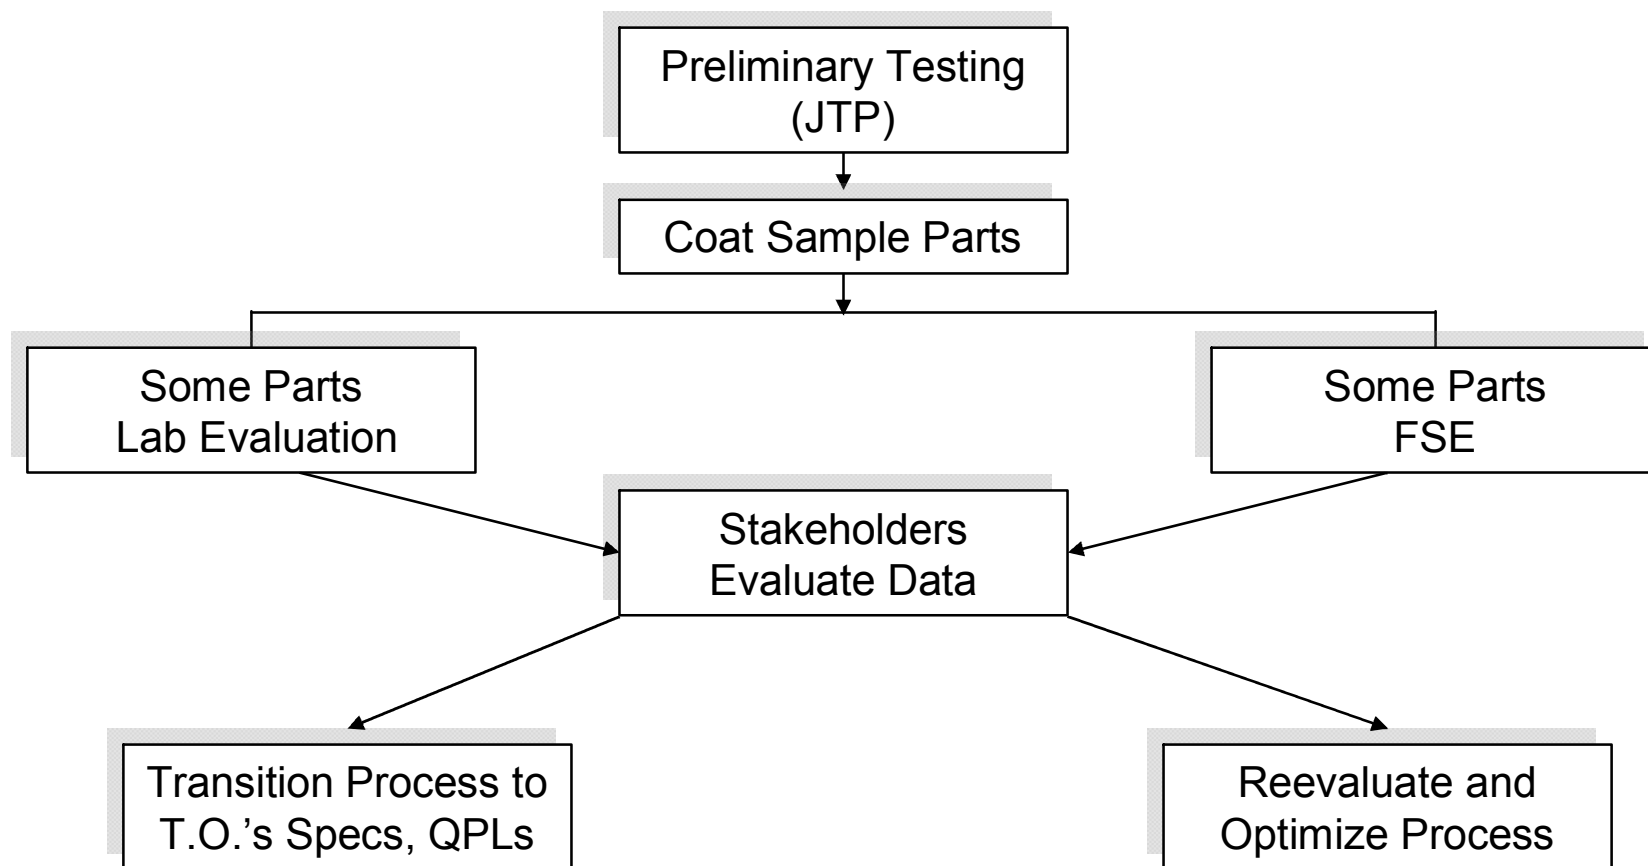 Preliminary Testing
(JTP)
Coat Sample Parts
Some Parts
Lab Evaluation
Some Parts
FSE
Stakeholders
Evaluate Data
Transition Process to
T.O.’s Specs, QPLs
Reevaluate and
Optimize Process